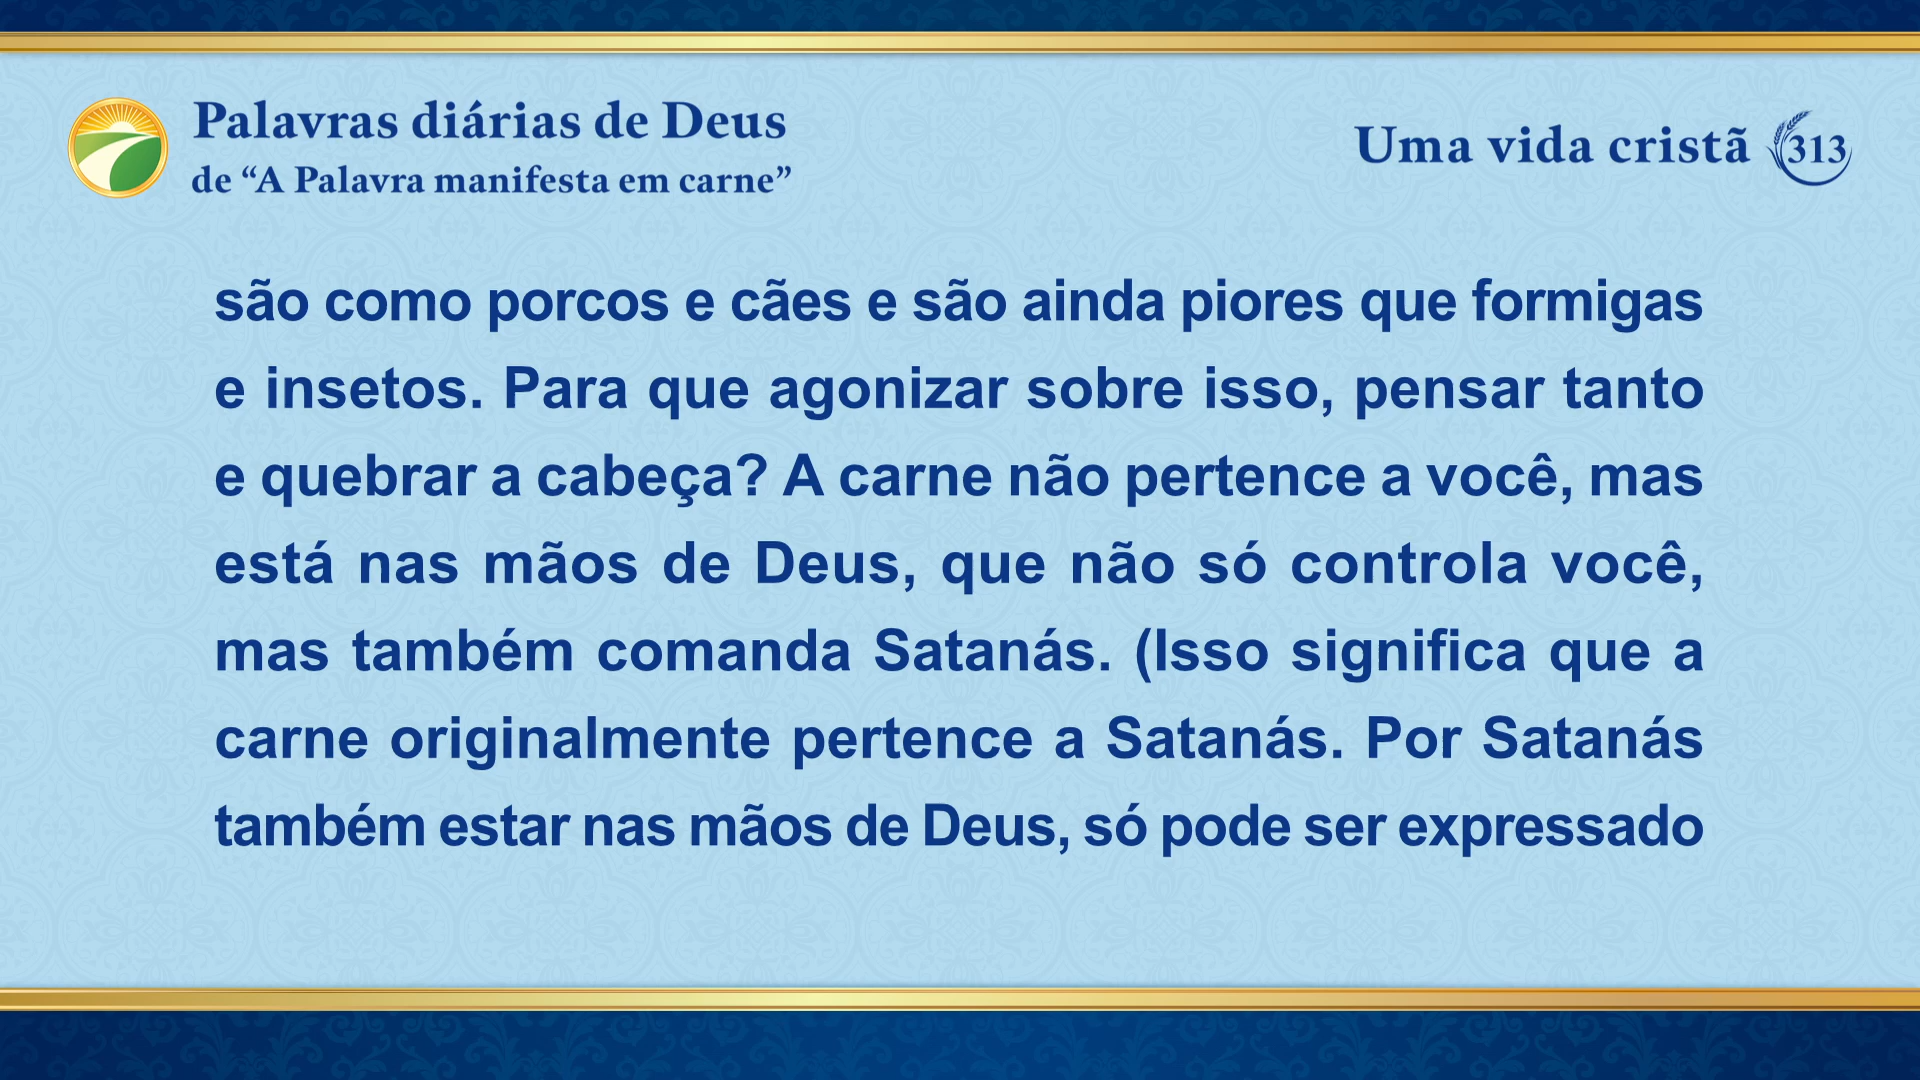 Palavras diárias de Deus
de “A Palavra manifesta em carne”
Uma vida cristã 313
são como porcos e cães e são ainda piores que formigas
e insetos. Para que agonizar sobre isso, pensar tanto
e quebrar a cabeça? A carne não pertence a você, mas
está nas mãos de Deus, que não só controla você,
mas também comanda Satanás. (Isso significa que a
carne originalmente pertence a Satanás. Por Satanás
também estar nas mãos de Deus, só pode ser expressado